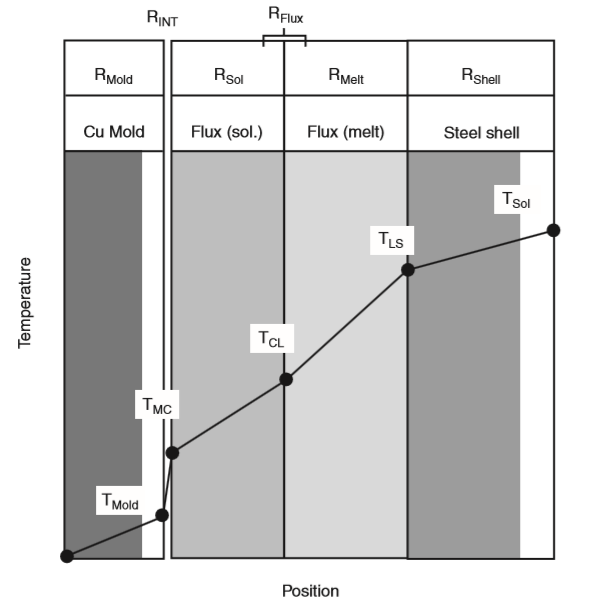 R_INT R_Flux
R_Mold R_Sol R_Melt R_Shell
Cu Mold Flux (sol.) Flux (melt) Steel shell
T_Sol
T_LS
T_CL
T_MC
T_Mold
Temperature
Position